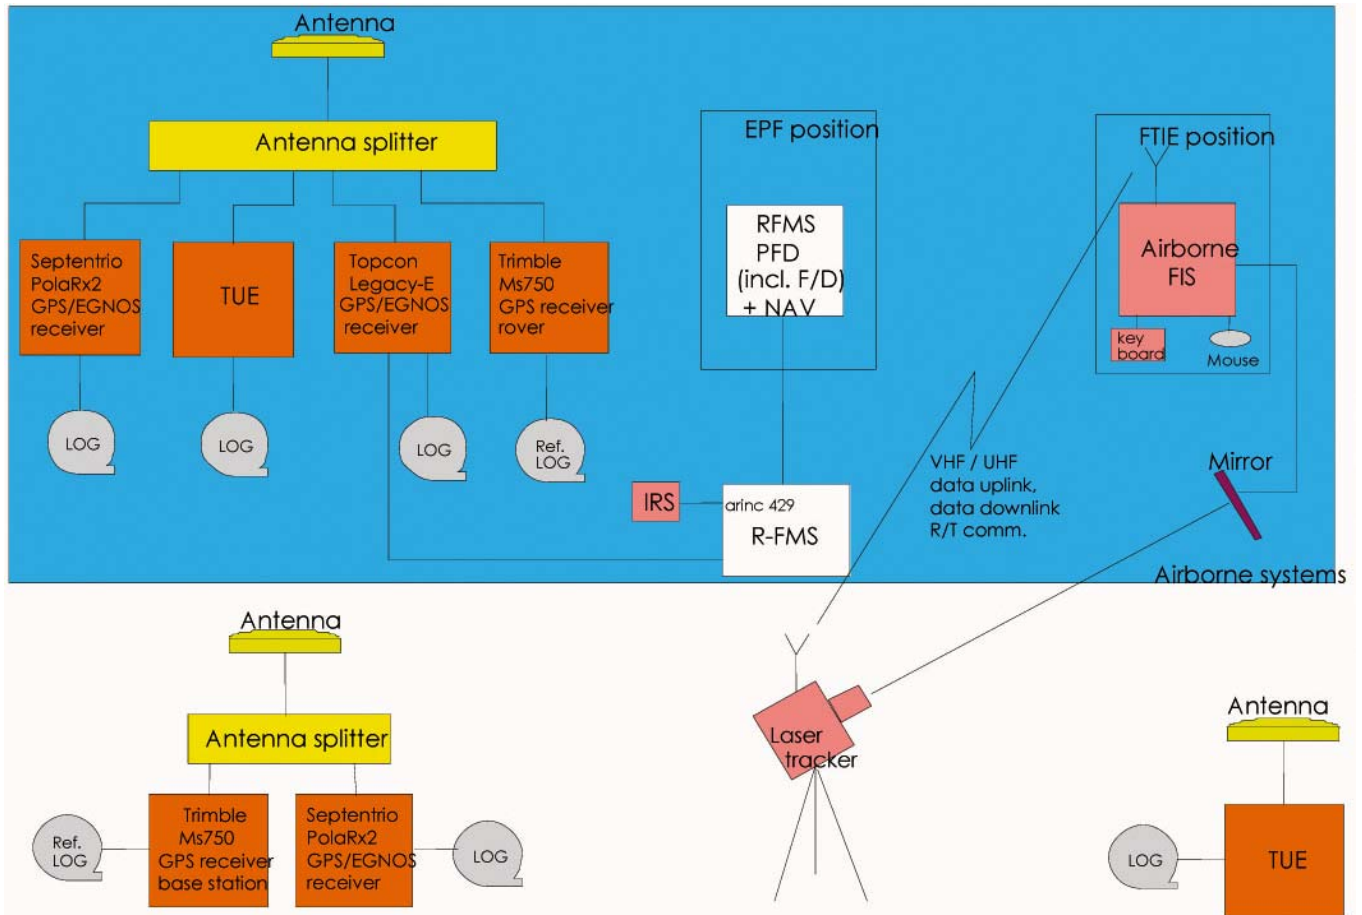 Antenna
Antenna splitter
Septentrio
PolaRx2
GPS/EGNOS
receiver
TUE
Topcon
Legacy-E
GPS/EGNOS
receiver
Trimble
Ms750
GPS receiver
rover
LOG
LOG
LOG
Ref.
LOG
EPF position
RFMS
PFD
(incl. F/D)
+ NAV
FTIE position
Airborne
FIS
key
board
Mouse
IRS
arinc 429
R-FMS
VHF / UHF
data uplink,
data downlink
R/T comm.
Mirror
Airborne systems
Antenna
Antenna splitter
Ref.
LOG
Trimble
Ms750
GPS receiver
base station
Septentrio
PolaRx2
GPS/EGNOS
receiver
LOG
Laser
tracker
Antenna
LOG
TUE